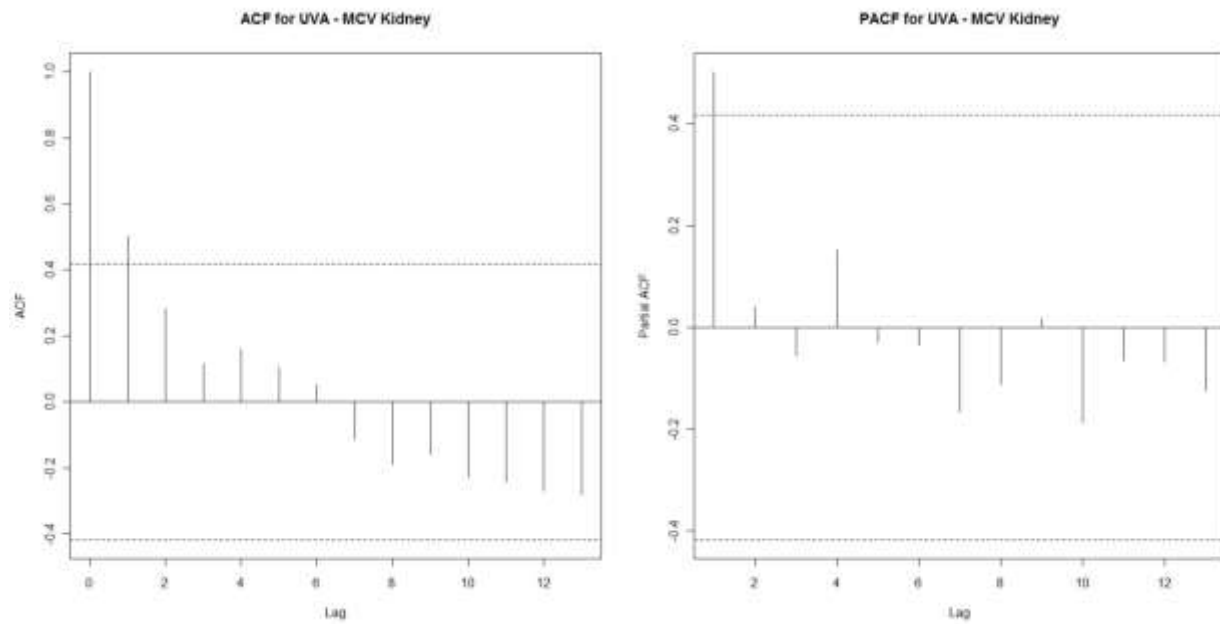 ACF for UVA - MCV Kidney
ACF
1.0
0.8
0.6
0.4
0.2
0.0
-0.2
-0.4
0 2 4 6 8 10 12
Lag
PACF for UVA - MCV Kidney
Partial ACF
0.4
0.2
0.0
-0.2
-0.4
2 4 6 8 10 12
Lag